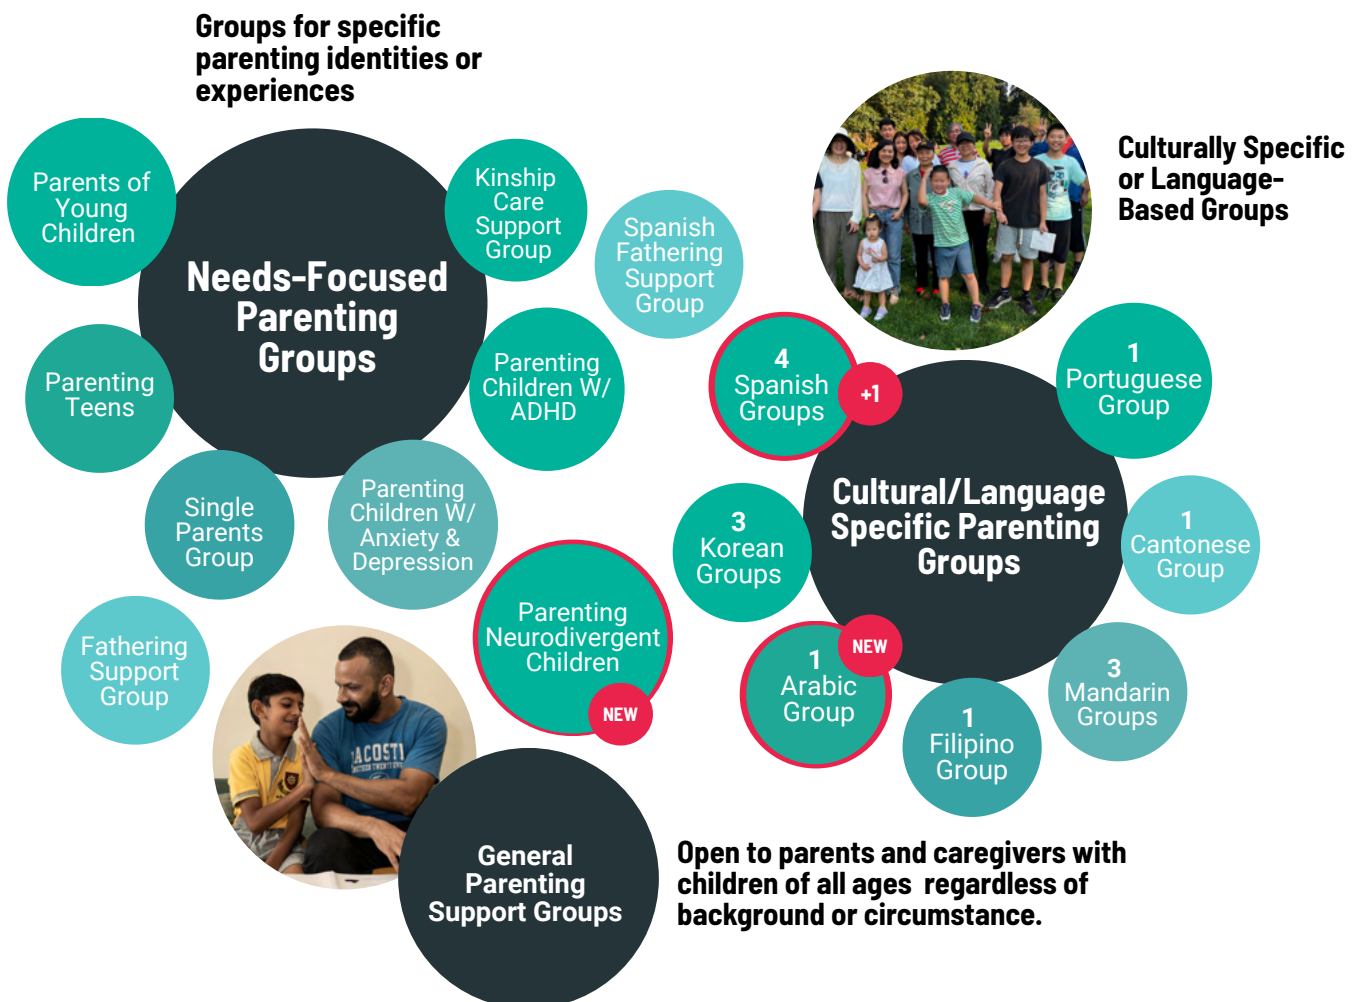 Groups for specific
parenting identities or
experiences
Parents of
Young
Children
Kinship
Care
Support
Group
Needs-Focused
Parenting
Groups
Spanish
Fathering
Support
Group
Parenting
Teens
Parenting
Children W/
ADHD
Single
Parents
Group
Parenting
Children W/
Anxiety &
Depression
Parenting
Neurodivergent
Children
NEW
Fathering
Support
Group
Culturally Specific
or Language-
Based Groups
4
Spanish
Groups
+1
1
Portuguese
Group
Cultural/Language
Specific Parenting
Groups
3
Korean
Groups
1
Cantonese
Group
1
Arabic
Group
NEW
1
Filipino
Group
3
Mandarin
Groups
LACOSTE
General
Parenting
Support Groups
Open to parents and caregivers with
children of all ages  regardless of
background or circumstance.